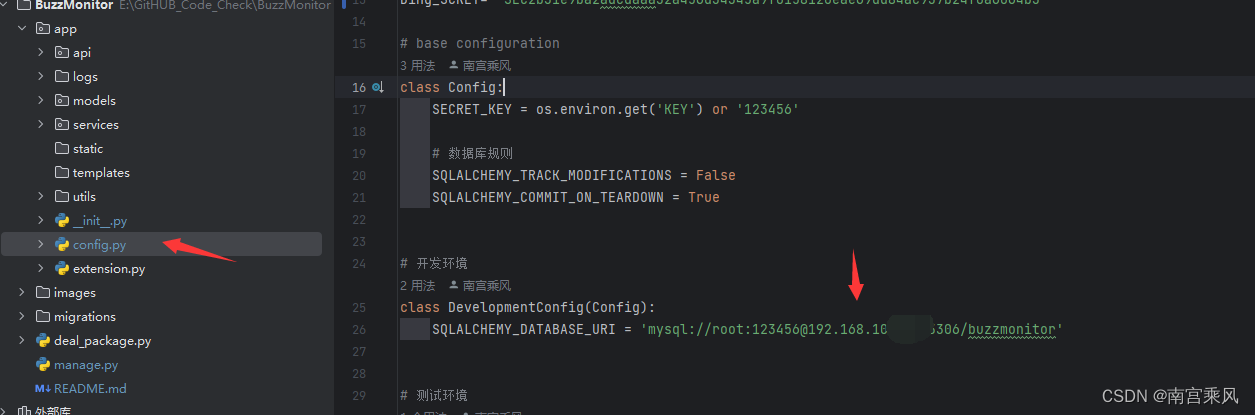 BuzzMonitor E:\GitHUB_Code_Check\BuzzMonitor
app
api
logs
models
services
static
templates
utils
__init__.py
config.py
extension.py
images
migrations
deal_package.py
manage.py
README.md
外部库
14
15 # base configuration
3 用法 南宫乘风
16 class Config:
17 SECRET_KEY = os.environ.get('KEY') or '123456'
18
19 # 数据库规则
20 SQLALCHEMY_TRACK_MODIFICATIONS = False
21 SQLALCHEMY_COMMIT_ON_TEARDOWN = True
22
23
24 # 开发环境
2 用法 南宫乘风
25 class DevelopmentConfig(Config):
26 SQLALCHEMY_DATABASE_URI = 'mysql://root:123456@192.168.10 306/buzzmonitor'
27
28
29 # 测试环境
CSDN @南宫乘风